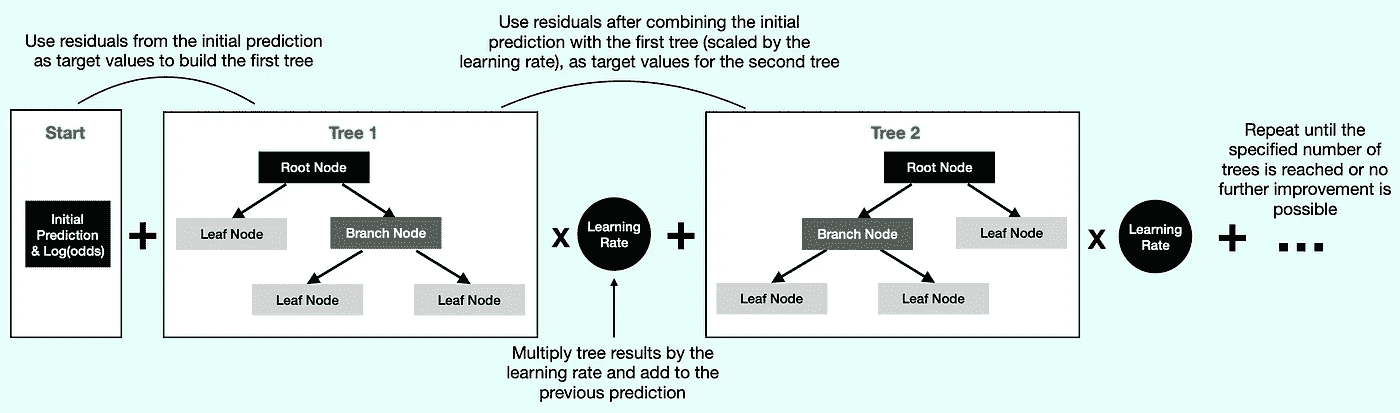 Use residuals from the initial prediction
as target values to build the first tree
Use residuals after combining the initial
prediction with the first tree (scaled by the
learning rate), as target values for the second tree
Start
Initial
Prediction
& Log(odds)
+
Tree 1
Root Node
Leaf Node
Branch Node
Leaf Node
Leaf Node
x
Learning
Rate
Multiply tree results by the
learning rate and add to the
previous prediction
+
Tree 2
Root Node
Branch Node
Leaf Node
Leaf Node
Leaf Node
x
Learning
Rate
+
...
Repeat until the
specified number of
trees is reached or no
further improvement is
possible